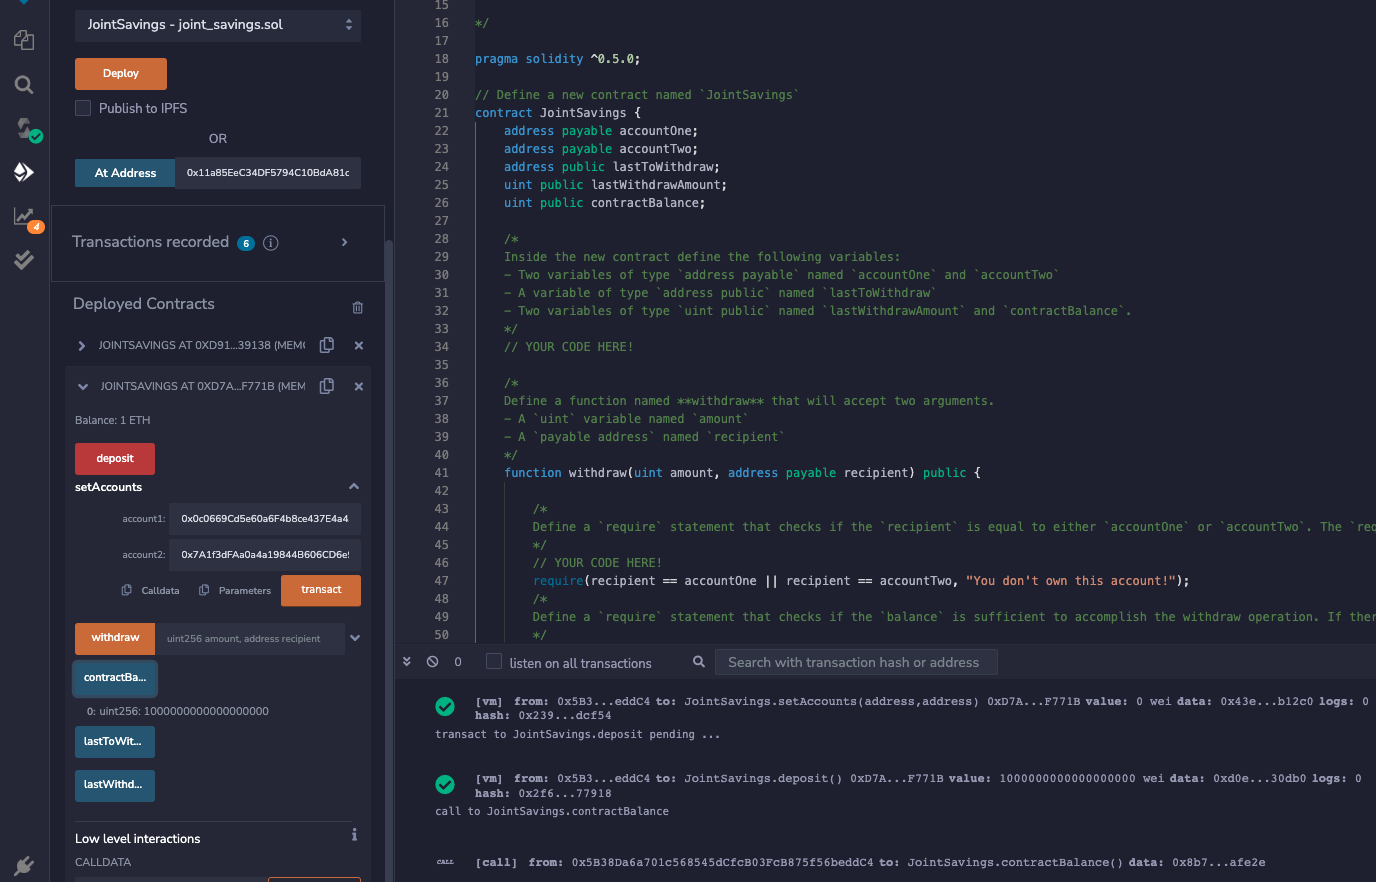 JointSavings - joint_savings.sol
Deploy
Publish to IPFS
OR
At Address 0x11a85EeC34DF5794C10BdA81c
4
Transactions recorded 6 i
Deployed Contracts
JOINTSAVINGS AT 0XD91...39138 (MEM
JOINTSAVINGS AT 0XD7A...F771B (MEM
Balance: 1 ETH
deposit
setAccounts
account1: 0x0c0669Cd5e60a6F4b8ce437E4a4
account2: 0x7A1f3dFAa0a4a19844B606CD6e
Calldata Parameters transact
withdraw uint256 amount, address recipient
contractBa...
0: uint256: 1000000000000000000
lastToWit...
lastWithd...
Low level interactions i
CALLDATA
15
16 */
17
18 pragma solidity ^0.5.0;
19
20 // Define a new contract named `JointSavings`
21 contract JointSavings {
22 address payable accountOne;
23 address payable accountTwo;
24 address public lastToWithdraw;
25 uint public lastWithdrawAmount;
26 uint public contractBalance;
27
28 /*
29 Inside the new contract define the following variables:
30 - Two variables of type `address payable` named `accountOne` and `accountTwo`
31 - A variable of type `address public` named `lastToWithdraw`
32 - Two variables of type `uint public` named `lastWithdrawAmount` and `contractBalance`.
33 */
34 // YOUR CODE HERE!
35
36 /*
37 Define a function named **withdraw** that will accept two arguments.
38 - A `uint` variable named `amount`
39 - A `payable address` named `recipient`
40 */
41 function withdraw(uint amount, address payable recipient) public {
42
43 /*
44 Define a `require` statement that checks if the `recipient` is equal to either `accountOne` or `accountTwo`. The `req
45 */
46 // YOUR CODE HERE!
47 require(recipient == accountOne || recipient == accountTwo, "You don't own this account!");
48 /*
49 Define a `require` statement that checks if the `balance` is sufficient to accomplish the withdraw operation. If ther
50 */
0 listen on all transactions Search with transaction hash or address
[vm] from: 0x5B3...eddC4 to: JointSavings.setAccounts(address,address) 0xD7A...F771B value: 0 wei data: 0x43e...b12c0 logs: 0
hash: 0x239...dcf54
transact to JointSavings.deposit pending ...
[vm] from: 0x5B3...eddC4 to: JointSavings.deposit() 0xD7A...F771B value: 1000000000000000000 wei data: 0xd0e...30db0 logs: 0
hash: 0x2f6...77918
call to JointSavings.contractBalance
CALL [call] from: 0x5B38Da6a701c568545dCfcB03FcB875f56beddC4 to: JointSavings.contractBalance() data: 0x8b7...afe2e